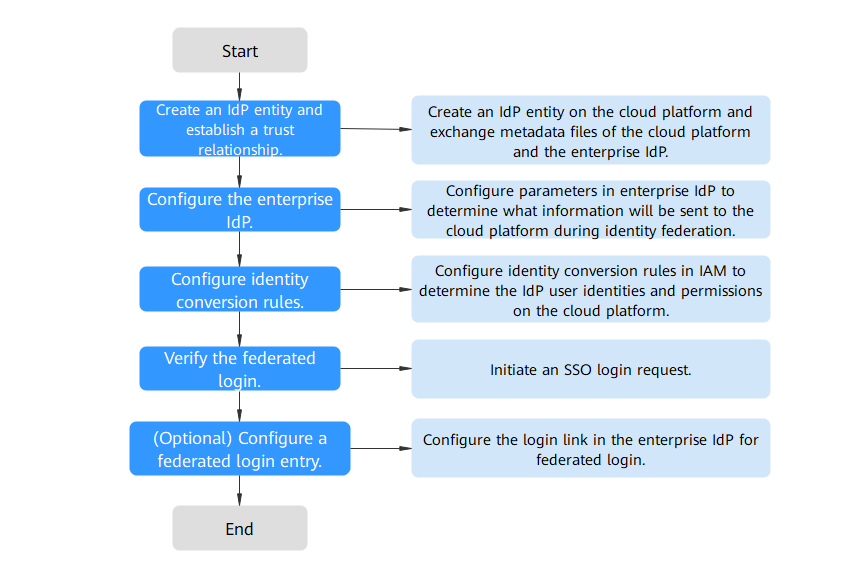 Start
Create an IdP entity and
establish a trust
relationship.
Create an IdP entity on the cloud platform and
exchange metadata files of the cloud platform
and the enterprise IdP.
Configure the enterprise
IdP.
Configure parameters in enterprise IdP to
determine what information will be sent to the
cloud platform during identity federation.
Configure identity
conversion rules.
Configure identity conversion rules in IAM to
determine the IdP user identities and permissions
on the cloud platform.
Verify the federated
login.
Initiate an SSO login request.
(Optional) Configure a
federated login entry.
Configure the login link in the enterprise IdP for
federated login.
End